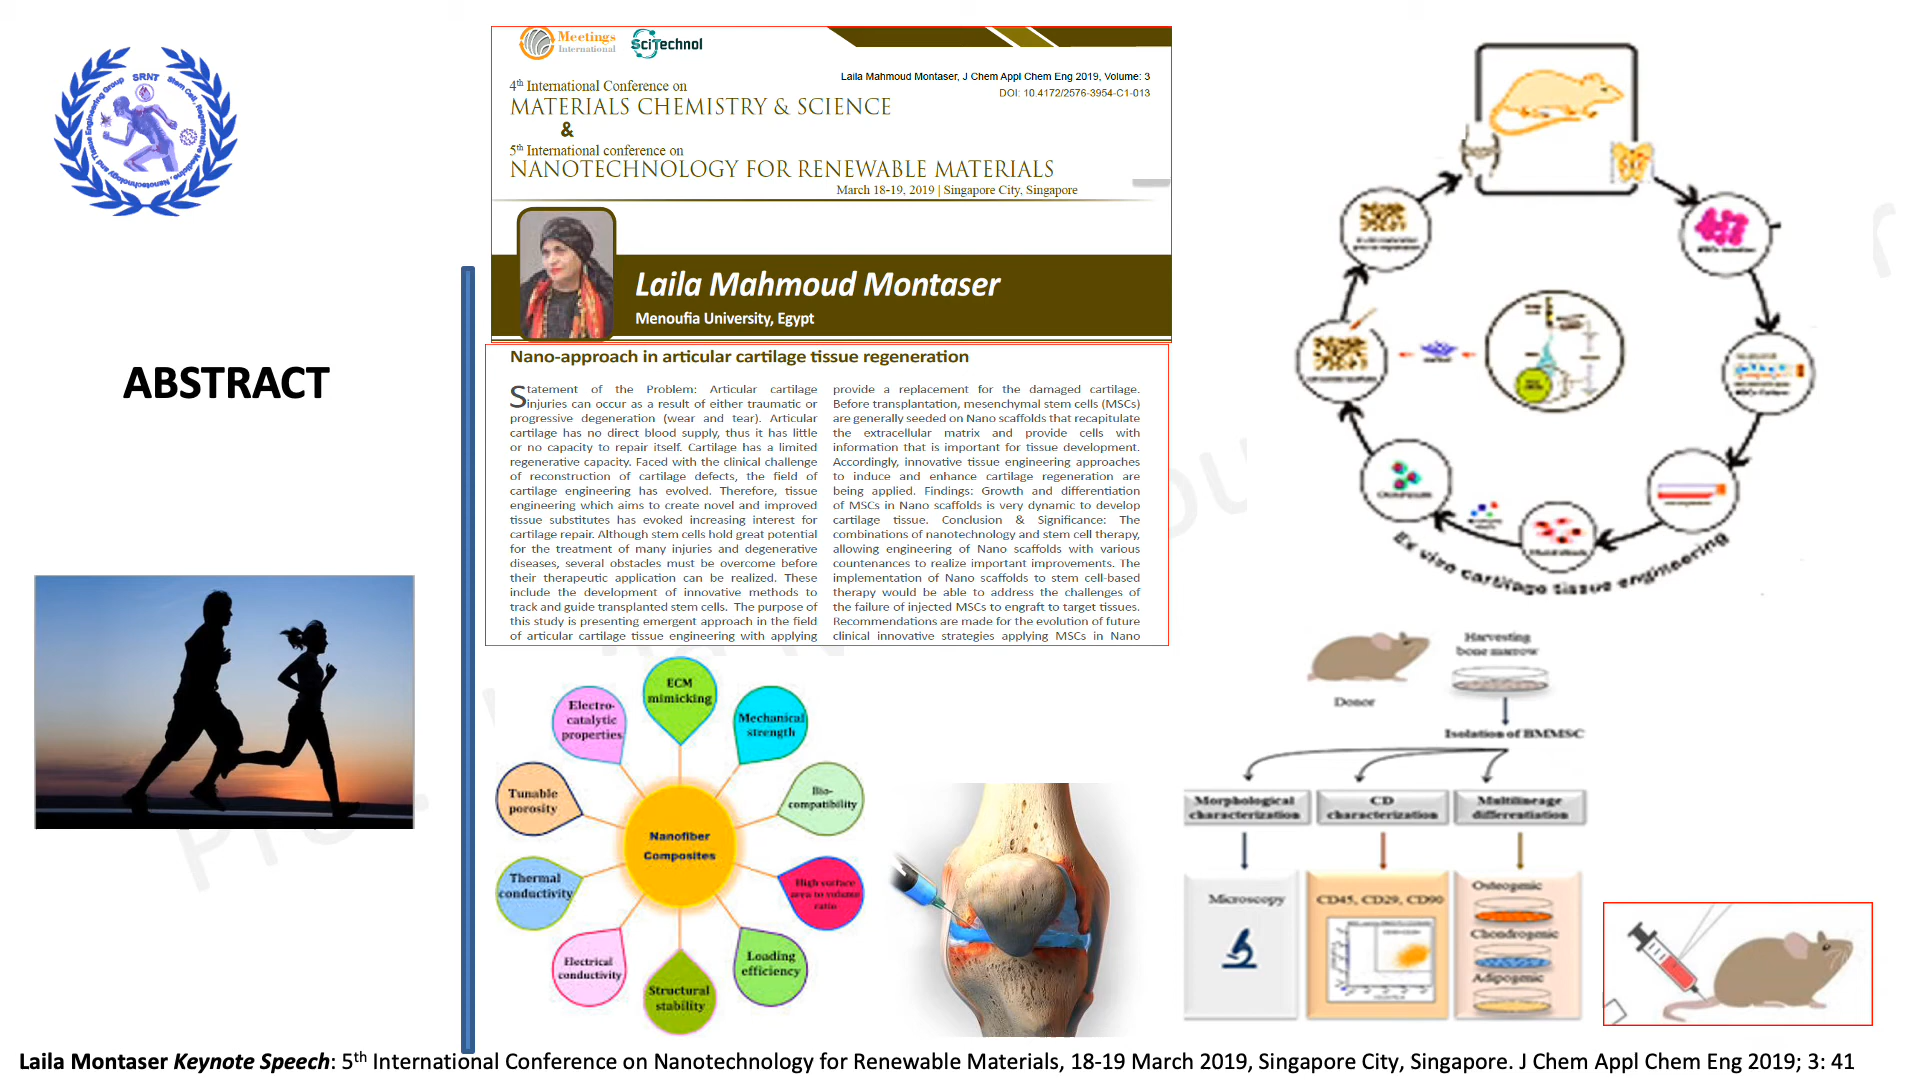 Stem Cell, Regenerative Medicine, Nanotechnology and Tissue Engineering Group
SRNT
ABSTRACT
Meetings
International
SciTechnol
Laila Mahmoud Montaser, J Chem Appl Chem Eng 2019, Volume: 3
DOI: 10.4172/2576-3954-C1-013
4th International Conference on
MATERIALS CHEMISTRY & SCIENCE
&
5th International conference on
NANOTECHNOLOGY FOR RENEWABLE MATERIALS
March 18-19, 2019 | Singapore City, Singapore
Laila Mahmoud Montaser
Menoufia University, Egypt
Nano-approach in articular cartilage tissue regeneration
Statement of the Problem: Articular cartilage
injuries can occur as a result of either traumatic or
progressive degeneration (wear and tear). Articular
cartilage has no direct blood supply, thus it has little
or no capacity to repair itself. Cartilage has a limited
regenerative capacity. Faced with the clinical challenge
of reconstruction of cartilage defects, the field of
cartilage engineering has evolved. Therefore, tissue
engineering which aims to create novel and improved
tissue substitutes has evoked increasing interest for
cartilage repair. Although stem cells hold great potential
for the treatment of many injuries and degenerative
diseases, several obstacles must be overcome before
their therapeutic application can be realized. These
include the development of innovative methods to
track and guide transplanted stem cells. The purpose of
this study is presenting emergent approach in the field
of articular cartilage tissue engineering with applying
provide a replacement for the damaged cartilage.
Before transplantation, mesenchymal stem cells (MSCs)
are generally seeded on Nano scaffolds that recapitulate
the extracellular matrix and provide cells with
information that is important for tissue development.
Accordingly, innovative tissue engineering approaches
to induce and enhance cartilage regeneration are
being applied. Findings: Growth and differentiation
of MSCs in Nano scaffolds is very dynamic to develop
cartilage tissue. Conclusion & Significance: The
combinations of nanotechnology and stem cell therapy,
allowing engineering of Nano scaffolds with various
countenances to realize important improvements. The
implementation of Nano scaffolds to stem cell-based
therapy would be able to address the challenges of
the failure of injected MSCs to engraft to target tissues.
Recommendations are made for the evolution of future
clinical innovative strategies applying MSCs in Nano
ECM
mimicking
Mechanical
strength
Bio-
compatibility
High surface
area to volume
ratio
Loading
efficiency
Structural
stability
Electrical
conductivity
Thermal
conductivity
Tunable
porosity
Electro-
catalytic
properties
Nanofiber
Composites
Ex vivo cartilage tissue engineering
Donor
Harvesting
bone marrow
Isolation of BMMSC
Morphological
characterization
CD
characterization
Multilineage
differentiation
Microscopy
CD45, CD29, CD90
Osteogenic
Chondrogenic
Adipogenic
Laila Montaser Keynote Speech: 5th International Conference on Nanotechnology for Renewable Materials, 18-19 March 2019, Singapore City, Singapore. J Chem Appl Chem Eng 2019; 3: 41